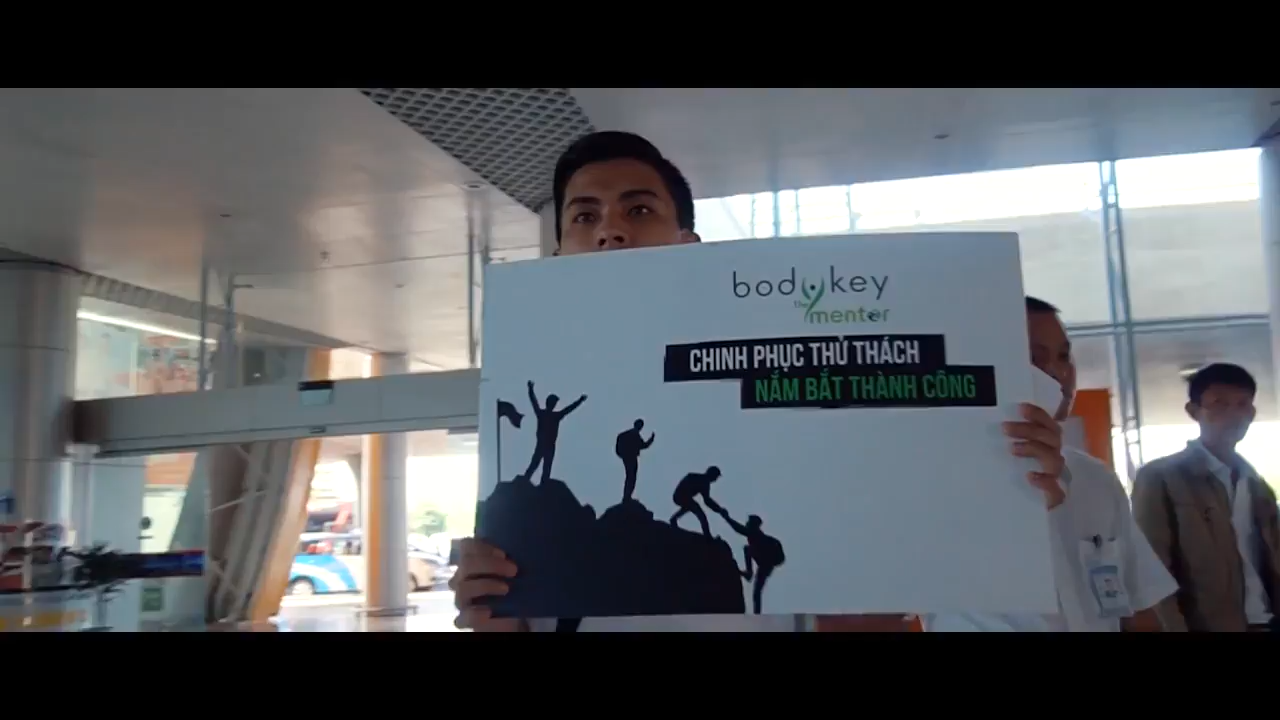 bodykey
the mentor
CHINH PHỤC THỬ THÁCH
NẮM BẮT THÀNH CÔNG